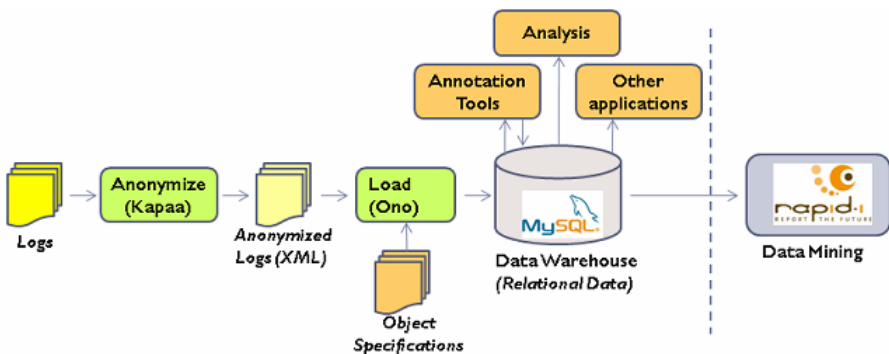 Analysis
Annotation
Tools
Other
applications
Logs
Anonymize
(Kapaa)
Anonymized
Logs (XML)
Load
(Ono)
Object
Specifications
MySQL®
Data Warehouse
(Relational Data)
rapid-i
REPORT THE FUTURE
Data Mining